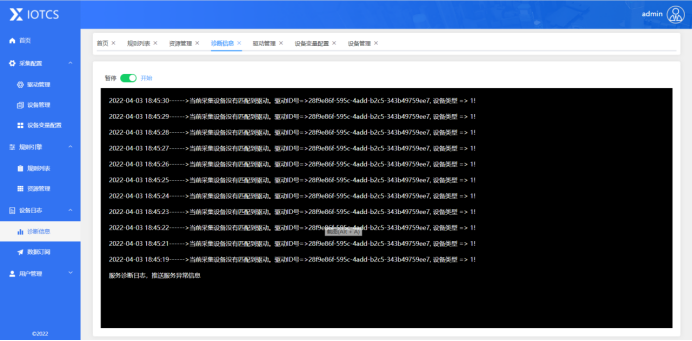 IOTCS
admin
首页
采集配置
驱动管理
设备管理
设备变量配置
规则引擎
规则列表
资源管理
设备日志
诊断信息
数据订阅
用户管理
©2022
首页 × 规则列表 × 资源管理 × 诊断信息 × 驱动管理 × 设备变量配置 × 设备管理 ×
暂停 开始
2022-04-03 18:45:30------>当前采集设备没有匹配到驱动，驱动ID号=>28f9e86f-595c-4add-b2c5-343b49759ee7, 设备类型 => 1!
2022-04-03 18:45:29------>当前采集设备没有匹配到驱动，驱动ID号=>28f9e86f-595c-4add-b2c5-343b49759ee7, 设备类型 => 1!
2022-04-03 18:45:28------>当前采集设备没有匹配到驱动，驱动ID号=>28f9e86f-595c-4add-b2c5-343b49759ee7, 设备类型 => 1!
2022-04-03 18:45:27------>当前采集设备没有匹配到驱动，驱动ID号=>28f9e86f-595c-4add-b2c5-343b49759ee7, 设备类型 => 1!
2022-04-03 18:45:26------>当前采集设备没有匹配到驱动，驱动ID号=>28f9e86f-595c-4add-b2c5-343b49759ee7, 设备类型 => 1!
2022-04-03 18:45:25------>当前采集设备没有匹配到驱动，驱动ID号=>28f9e86f-595c-4add-b2c5-343b49759ee7, 设备类型 => 1!
2022-04-03 18:45:24------>当前采集设备没有匹配到驱动，驱动ID号=>28f9e86f-595c-4add-b2c5-343b49759ee7, 设备类型 => 1!
2022-04-03 18:45:23------>当前采集设备没有匹配到驱动，驱动ID号=>28f9e86f-595c-4add-b2c5-343b49759ee7, 设备类型 => 1!
2022-04-03 18:45:22------>当前采集设备没有匹配到驱动，驱动ID号=>28f9e86f-595c-4add-b2c5-343b49759ee7, 设备类型 => 1!
2022-04-03 18:45:21------>当前采集设备没有匹配到驱动，驱动ID号=>28f9e86f-595c-4add-b2c5-343b49759ee7, 设备类型 => 1!
2022-04-03 18:45:19------>当前采集设备没有匹配到驱动，驱动ID号=>28f9e86f-595c-4add-b2c5-343b49759ee7, 设备类型 => 1!
服务诊断日志、推送服务异常信息